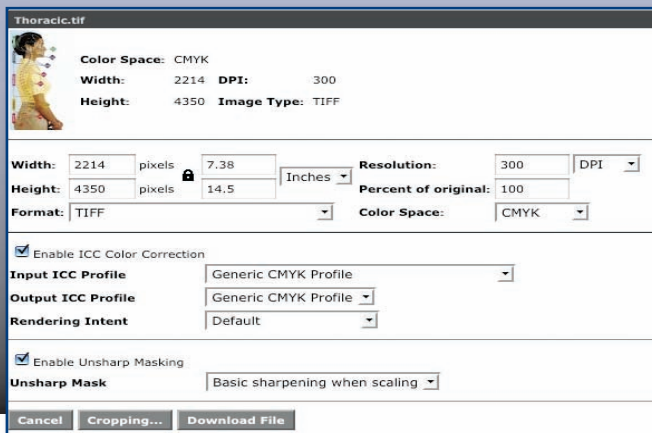 Thoracic.tif
Color Space: CMYK
Width: 2214 DPI: 300
Height: 4350 Image Type: TIFF
Width: 2214 pixels 7.38 Inches Resolution: 300 DPI
Height: 4350 pixels 14.5 Percent of original: 100
Format: TIFF Color Space: CMYK
Enable ICC Color Correction
Input ICC Profile Generic CMYK Profile
Output ICC Profile Generic CMYK Profile
Rendering Intent Default
Enable Unsharp Masking
Unsharp Mask Basic sharpening when scaling
Cancel Cropping... Download File